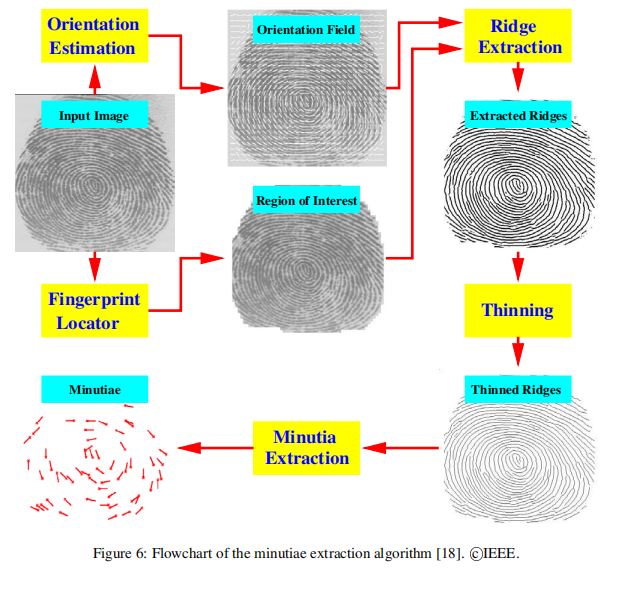 Orientation
Estimation
Orientation Field
Ridge
Extraction
Input Image
Extracted Ridges
Region of Interest
Fingerprint
Locator
Thinning
Minutiae
Thinned Ridges
Minutia
Extraction
Figure 6: Flowchart of the minutiae extraction algorithm [18]. ©IEEE.